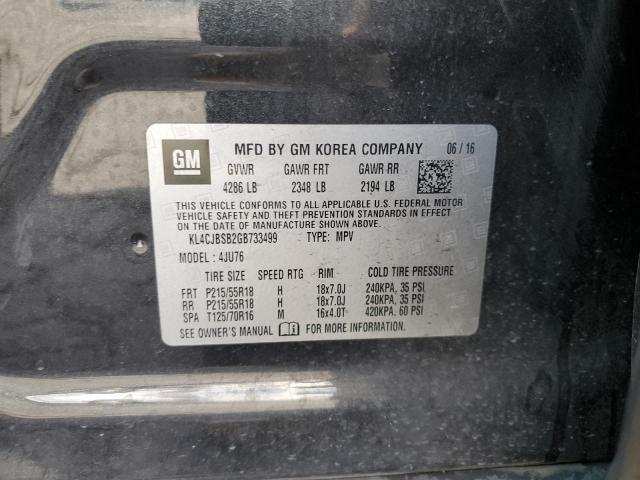 GM
MFD BY GM KOREA COMPANY 06/16
GVWR GAWR FRT GAWR RR
4286 LB 2348 LB 2194 LB
THIS VEHICLE CONFORMS TO ALL APPLICABLE U.S. FEDERAL MOTOR
VEHICLE SAFETY AND THEFT PREVENTION STANDARDS IN EFFECT
ON THE DATE OF MANUFACTURE SHOWN ABOVE.
KL4CJBSB2GB733499 TYPE: MPV
MODEL: 4JU76
TIRE SIZE SPEED RTG RIM COLD TIRE PRESSURE
FRT P215/55R18 H 18x7.0J 240KPA, 35 PSI
RR P215/55R18 H 18x7.0J 240KPA, 35 PSI
SPA T125/70R16 M 16x4.0T 420KPA, 60 PSI
SEE OWNER'S MANUAL FOR MORE INFORMATION.